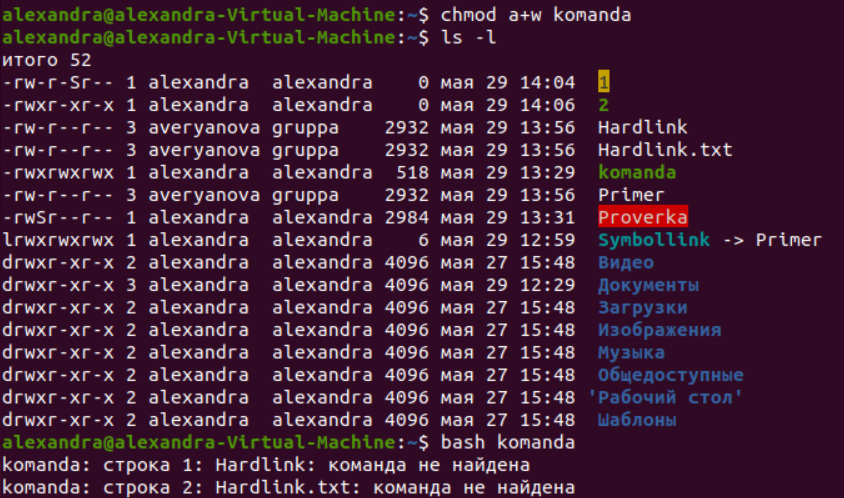 alexandra@alexandra-Virtual-Machine:~$ chmod a+w komanda
alexandra@alexandra-Virtual-Machine:~$ ls -l
итого 52
-rw-r-Sr-- 1 alexandra  alexandra    0 мая 29 14:04  1
-rwxr-xr-x 1 alexandra  alexandra    0 мая 29 14:06  2
-rw-r--r-- 3 averyanova gruppa    2932 мая 29 13:56  Hardlink
-rw-r--r-- 3 averyanova gruppa    2932 мая 29 13:56  Hardlink.txt
-rwxrwxrwx 1 alexandra  alexandra  518 мая 29 13:29  komanda
-rw-r--r-- 3 averyanova gruppa    2932 мая 29 13:56  Primer
-rwSr--r-- 1 alexandra  alexandra 2984 мая 29 13:31  Proverka
lrwxrwxrwx 1 alexandra  alexandra    6 мая 29 12:59  Symbollink -> Primer
drwxr-xr-x 2 alexandra  alexandra 4096 мая 27 15:48  Видео
drwxr-xr-x 3 alexandra  alexandra 4096 мая 29 12:29  Документы
drwxr-xr-x 2 alexandra  alexandra 4096 мая 27 15:48  Загрузки
drwxr-xr-x 2 alexandra  alexandra 4096 мая 27 15:48  Изображения
drwxr-xr-x 2 alexandra  alexandra 4096 мая 27 15:48  Музыка
drwxr-xr-x 2 alexandra  alexandra 4096 мая 27 15:48  Общедоступные
drwxr-xr-x 2 alexandra  alexandra 4096 мая 27 15:48 'Рабочий стол'
drwxr-xr-x 2 alexandra  alexandra 4096 мая 27 15:48  Шаблоны
alexandra@alexandra-Virtual-Machine:~$ bash komanda
komanda: строка 1: Hardlink: команда не найдена
komanda: строка 2: Hardlink.txt: команда не найдена